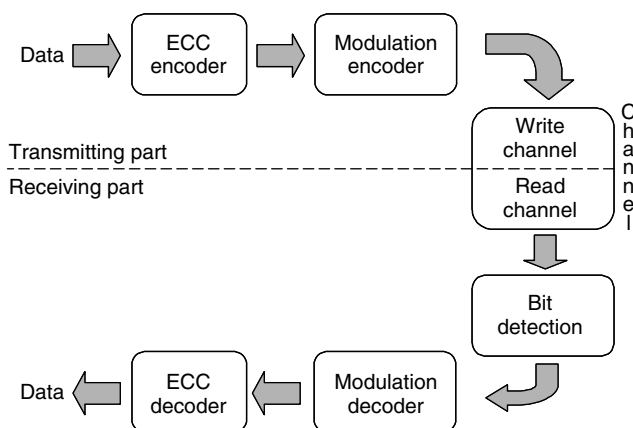 Data
ECC
encoder
Modulation
encoder
Write
channel
Channel
Transmitting part
Receiving part
Read
channel
Bit
detection
Data
ECC
decoder
Modulation
decoder